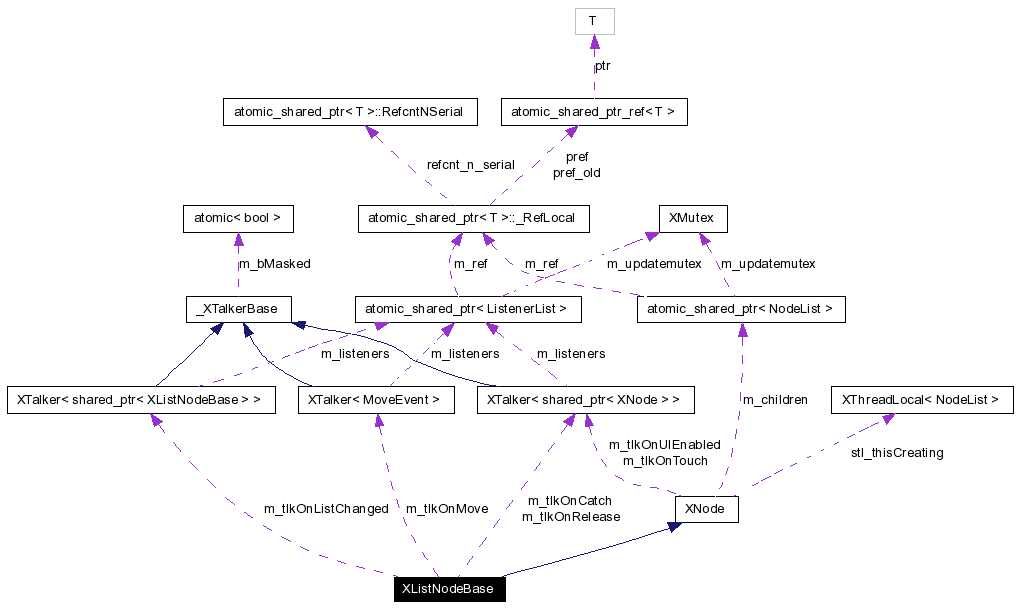 T
ptr
atomic_shared_ptr< T >::RefcntNSerial
atomic_shared_ptr_ref< T >
refcnt_n_serial
pref
pref_old
atomic< bool >
atomic_shared_ptr< T >::_RefLocal
XMutex
m_bMasked
m_ref
m_ref
m_updatemutex
m_updatemutex
_XTalkerBase
atomic_shared_ptr< ListenerList >
atomic_shared_ptr< NodeList >
m_listeners
m_listeners
m_listeners
XTalker< shared_ptr< XListNodeBase > >
XTalker< MoveEvent >
XTalker< shared_ptr< XNode > >
m_children
XThreadLocal< NodeList >
m_tlkOnUIEnabled
m_tlkOnTouch
stl_thisCreating
m_tlkOnListChanged
m_tlkOnMove
m_tlkOnCatch
m_tlkOnRelease
XNode
XListNodeBase